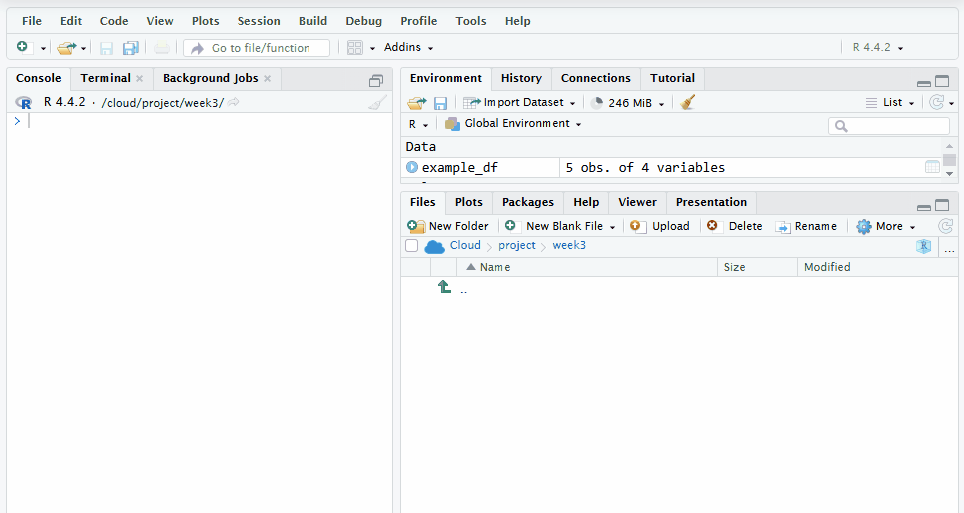 File Edit Code View Plots Session Build Debug Profile Tools Help
Go to file/function Addins R 4.4.2
Console Terminal Background Jobs
R R 4.4.2 · /cloud/project/week3/
>
Environment History Connections Tutorial
Import Dataset 246 MiB List
R Global Environment
Data
example_df 5 obs. of 4 variables
Files Plots Packages Help Viewer Presentation
New Folder New Blank File Upload Delete Rename More
Cloud project week3 R ...
Name Size Modified
..